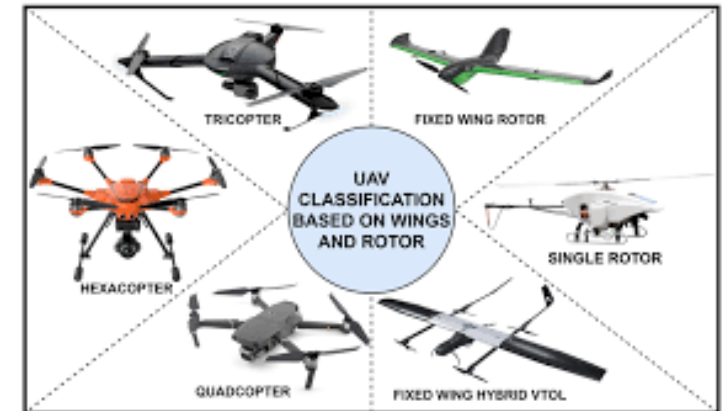 TRICOPTER
FIXED WING ROTOR
UAV
CLASSIFICATION
BASED ON WINGS
AND ROTOR
SINGLE ROTOR
HEXACOPTER
QUADCOPTER
FIXED WING HYBRID VTOL